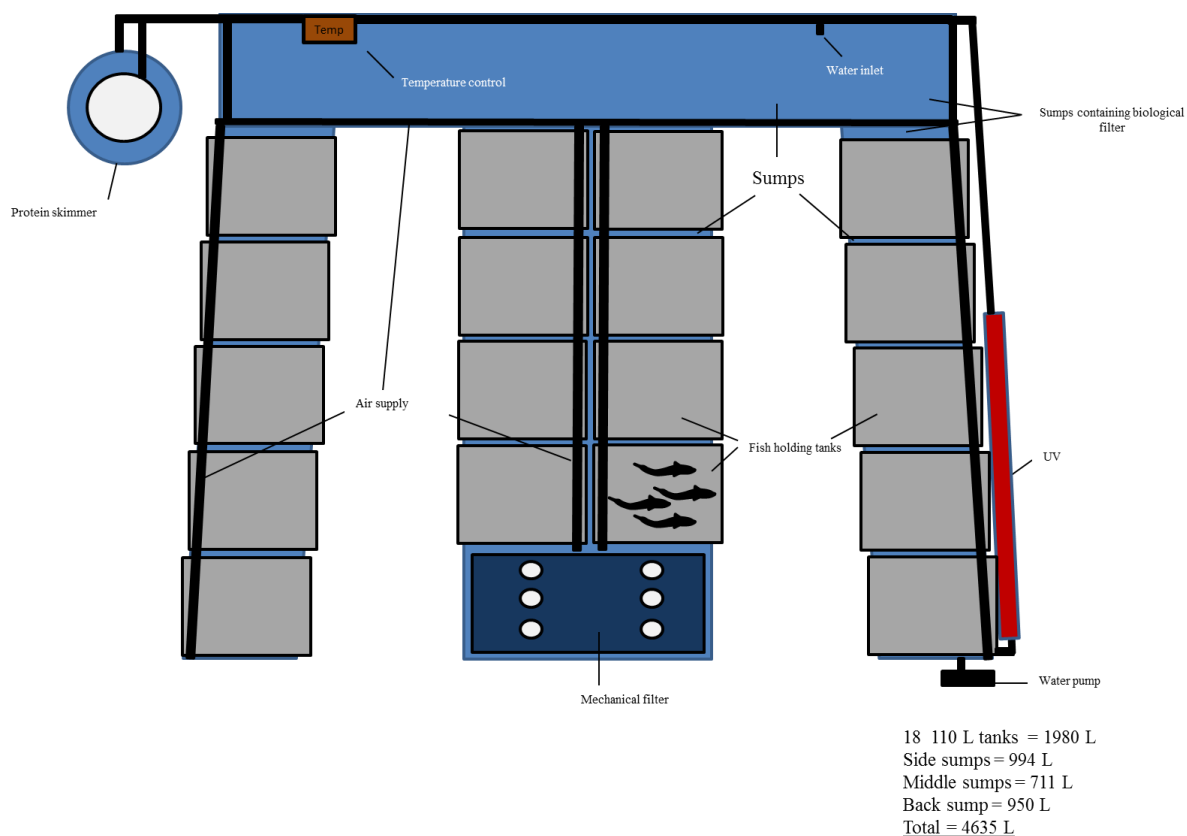 Temp
Temperature control
Water inlet
Sumps containing biological
filter
Sumps
Protein skimmer
Air supply
Fish holding tanks
UV
Water pump
Mechanical filter
18  110 L tanks  = 1980 L
Side sumps = 994 L
Middle sumps = 711 L
Back sump = 950 L
Total = 4635 L